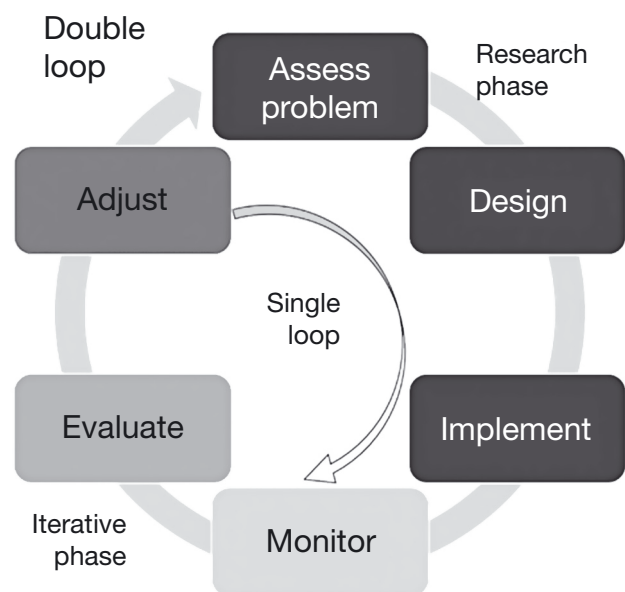 Double
loop
Assess
problem
Research
phase
Adjust
Design
Single
loop
Evaluate
Implement
Iterative
phase
Monitor